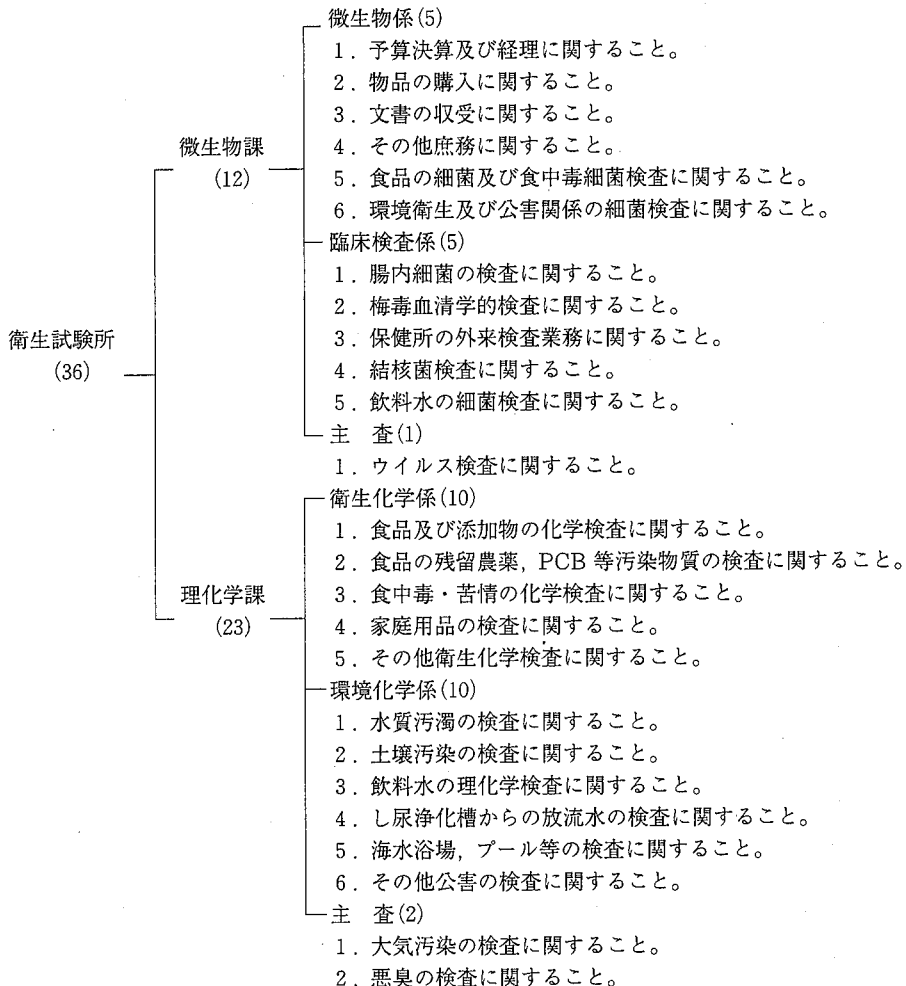 微生物係(5)
1. 予算決算及び経理に関すること。
2. 物品の購入に関すること。
3. 文書の収受に関すること。
微生物課
(12)
4. その他庶務に関すること。
5. 食品の細菌及び食中毒細菌検査に関すること。
6. 環境衛生及び公害関係の細菌検査に関すること。
臨床検査係(5)
1. 腸内細菌の検査に関すること。
2. 梅毒血清学的検査に関すること。
衛生試験所
(36)
3. 保健所の外来検査業務に関すること。
4. 結核菌検査に関すること。
5. 飲料水の細菌検査に関すること。
主 査(1)
1. ウイルス検査に関すること。
衛生化学係(10)
1. 食品及び添加物の化学検査に関すること。
2. 食品の残留農薬, PCB 等汚染物質の検査に関すること。
理化学課
(23)
3. 食中毒・苦情の化学検査に関すること。
4. 家庭用品の検査に関すること。
5. その他衛生化学検査に関すること。
環境化学係(10)
1. 水質汚濁の検査に関すること。
2. 土壌汚染の検査に関すること。
3. 飲料水の理化学検査に関すること。
4. し尿浄化槽からの放流水の検査に関すること。
5. 海水浴場, プール等の検査に関すること。
6. その他公害の検査に関すること。
主 査(2)
1. 大気汚染の検査に関すること。
2. 悪臭の検査に関すること。